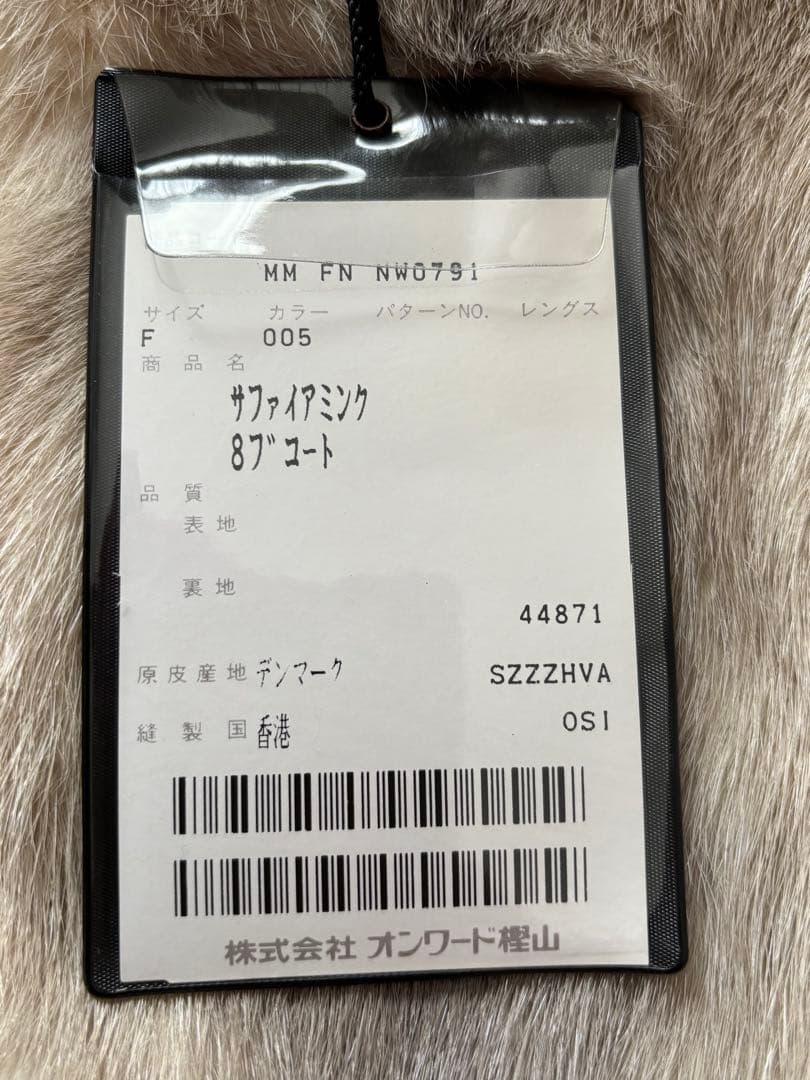 MM FN NW0791
サイズ カラー パターンNO. レングス
F 005
商品名
サファイアミンク
8ブコート
品質
表地
裏地
44871
原皮産地 デンマーク SZZZHVA
縫製国 香港 OSI
株式会社 オンワード樫山